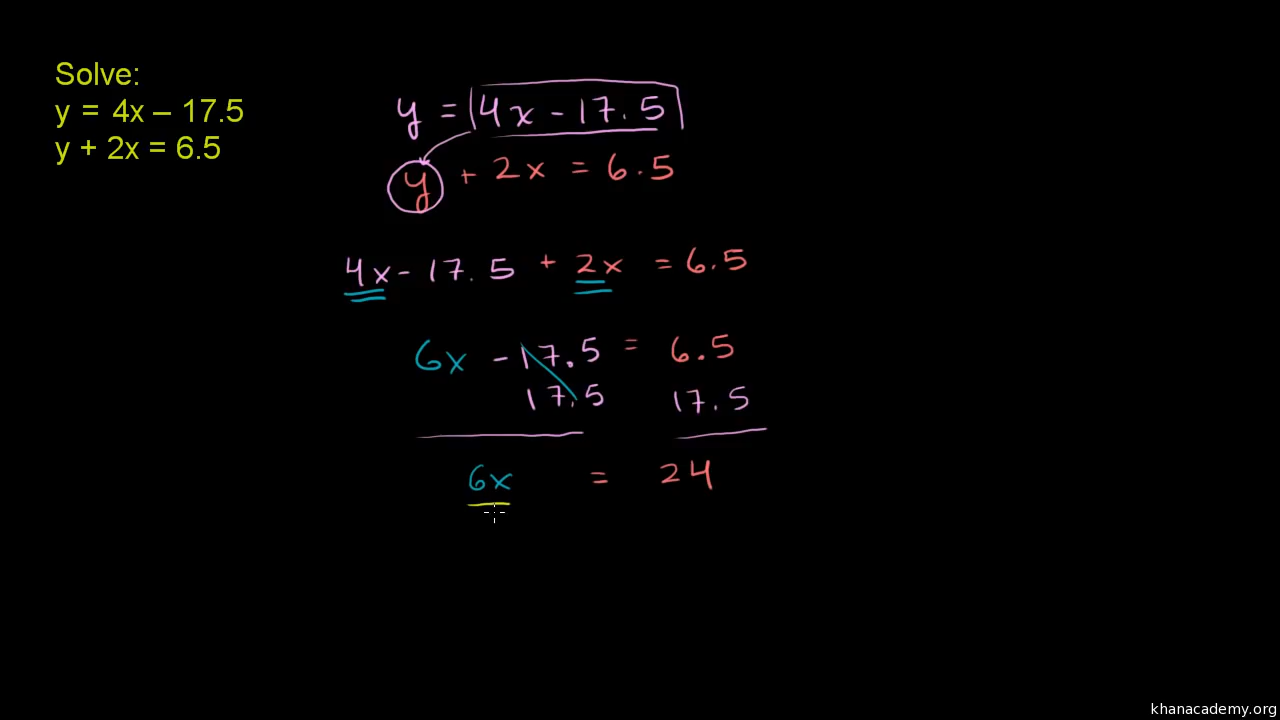 Solve:
y = 4x – 17.5
y + 2x = 6.5
y = 4x - 17.5
y + 2x = 6.5
4x - 17.5 + 2x = 6.5
6x - 17.5 = 6.5
17.5 17.5
6x = 24
khanacademy.org